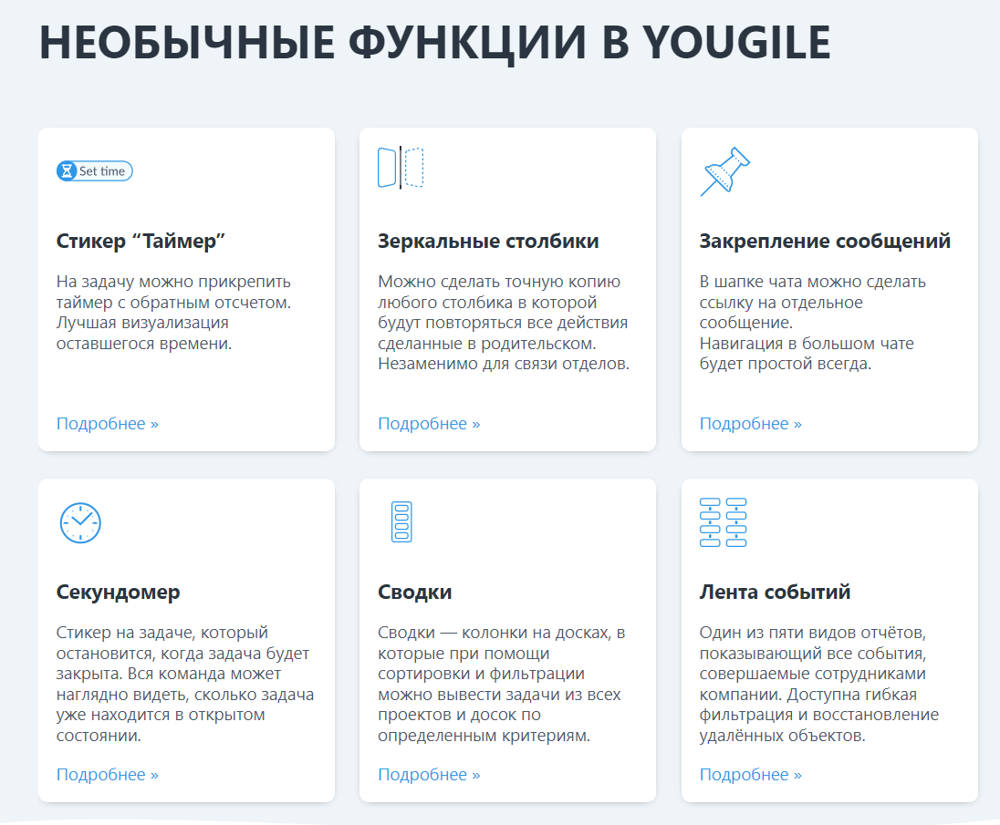 НЕОБЫЧНЫЕ ФУНКЦИИ В YOUGILE
Set time
Стикер “Таймер”
На задачу можно прикрепить
таймер с обратным отсчетом.
Лучшая визуализация
оставшегося времени.
Подробнее »
Зеркальные столбики
Можно сделать точную копию
любого столбика в которой
будут повторяться все действия
сделанные в родительском.
Незаменимо для связи отделов.
Подробнее »
Закрепление сообщений
В шапке чата можно сделать
ссылку на отдельное
сообщение.
Навигация в большом чате
будет простой всегда.
Подробнее »
Секундомер
Стикер на задаче, который
остановится, когда задача будет
закрыта. Вся команда может
наглядно видеть, сколько задача
уже находится в открытом
состоянии.
Подробнее »
Сводки
Сводки — колонки на досках, в
которые при помощи
сортировки и фильтрации
можно вывести задачи из всех
проектов и досок по
определенным критериям.
Подробнее »
Лента событий
Один из пяти видов отчётов,
показывающий все события,
совершаемые сотрудниками
компании. Доступна гибкая
фильтрация и восстановление
удалённых объектов.
Подробнее »